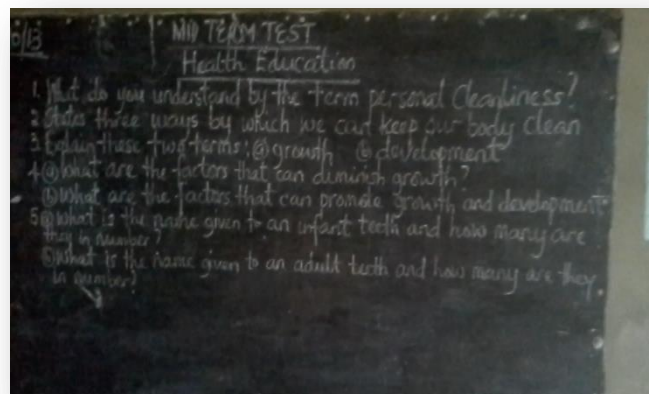 6/13
MID TERM TEST
Health Education
1. What do you understand by the term personal Cleanliness?
2. States three ways by which we can keep our body clean
3. Explain these two terms: (a) growth (b) development
4. (a) What are the factors that can diminish growth?
(b) What are the factors that can promote growth and development
5. (a) What is the name given to an infant teeth and how many are
they in number?
(b) What is the name given to an adult teeth and how many are they
in number?